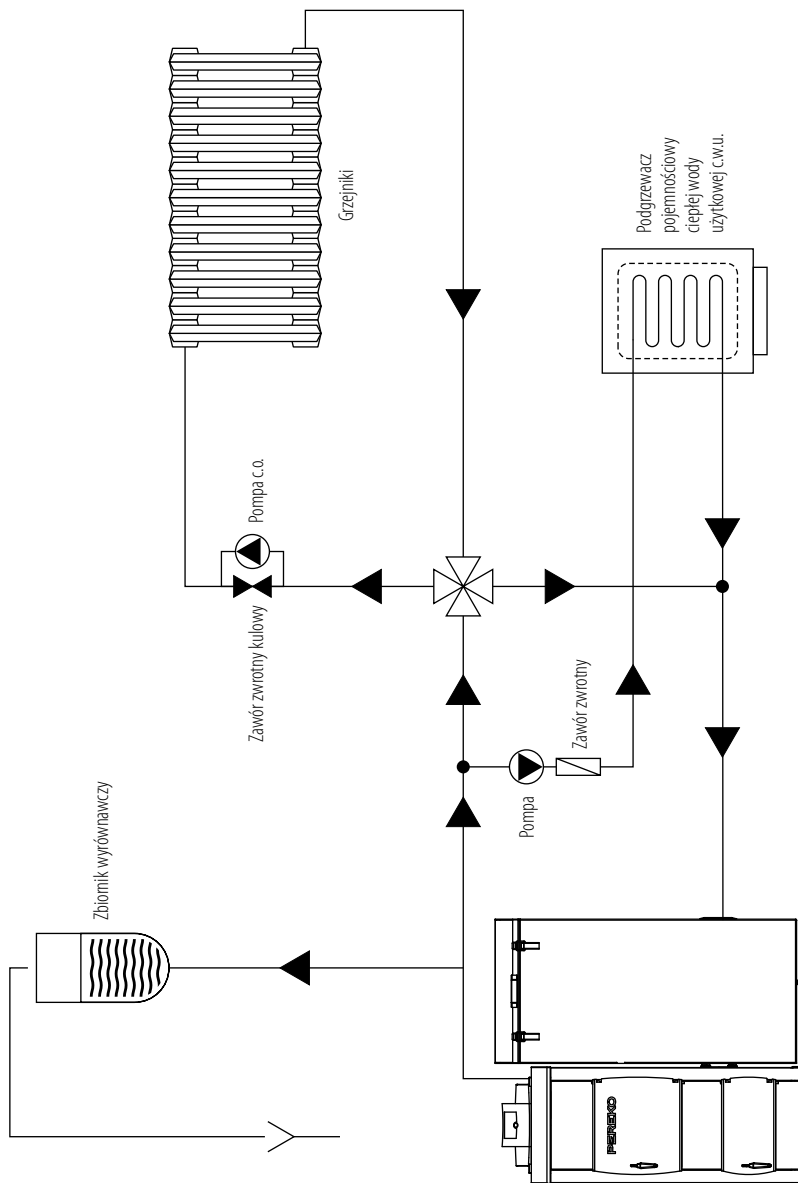 Grzejniki
Podgrzewacz
pojemnościowy
ciepłej wody
użytkowej c.w.u.
Pompa c.o.
Zawór zwrotny kulowy
Zawór zwrotny
Pompa
Zbiornik wyrównawczy
PEREKO